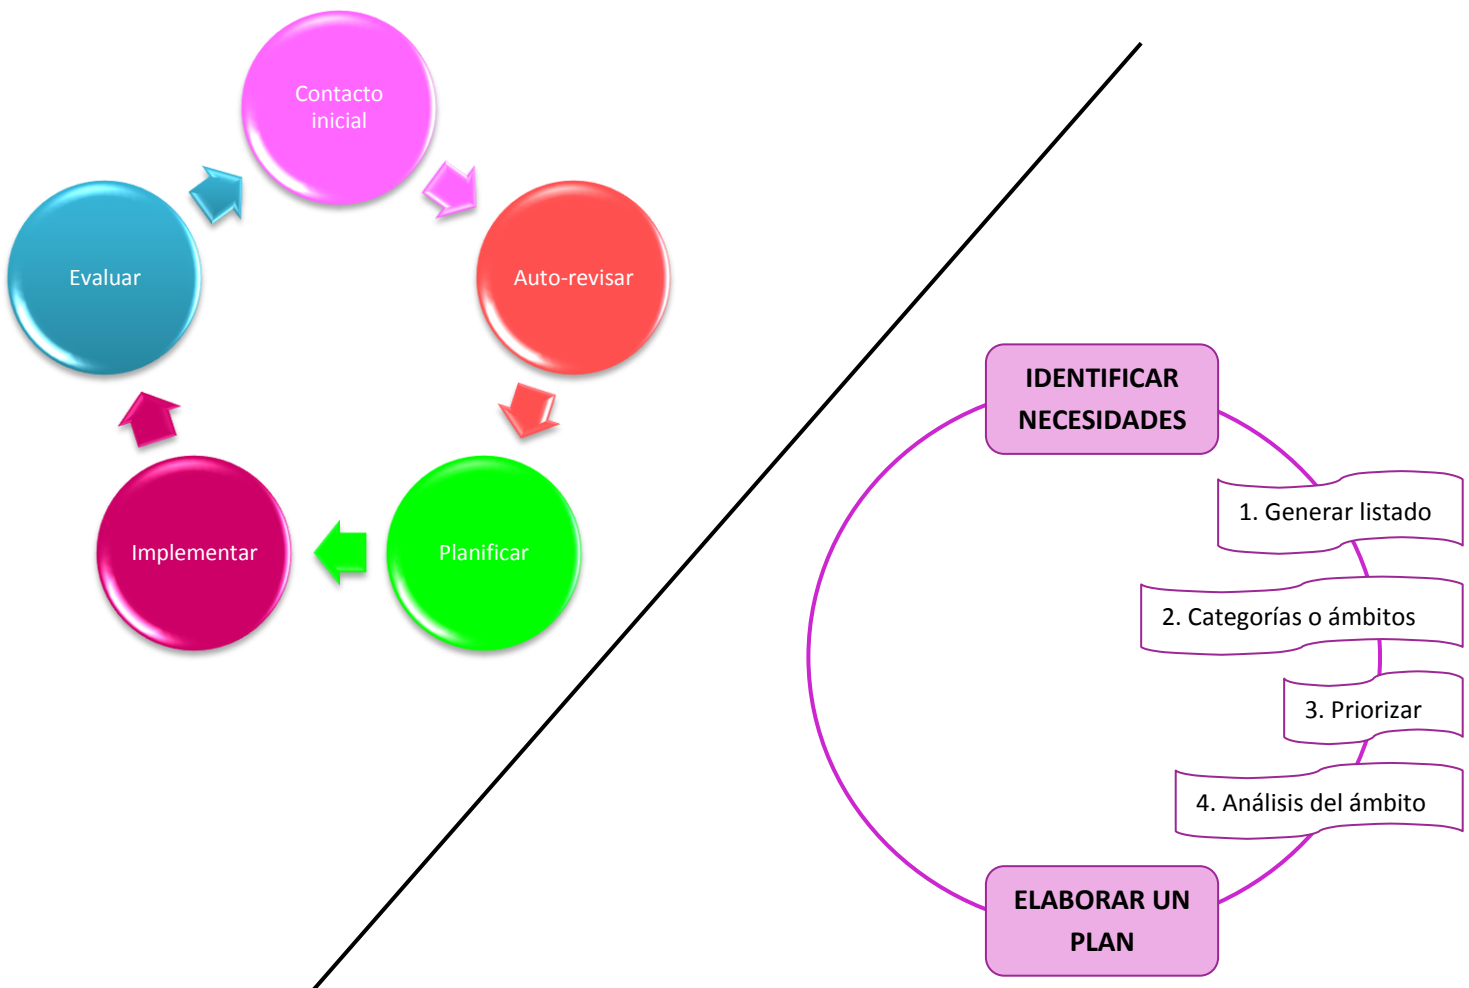 Contacto
inicial
Auto-revisar
Planificar
Implementar
Evaluar
IDENTIFICAR
NECESIDADES
1. Generar listado
2. Categorías o ámbitos
3. Priorizar
4. Análisis del ámbito
ELABORAR UN
PLAN